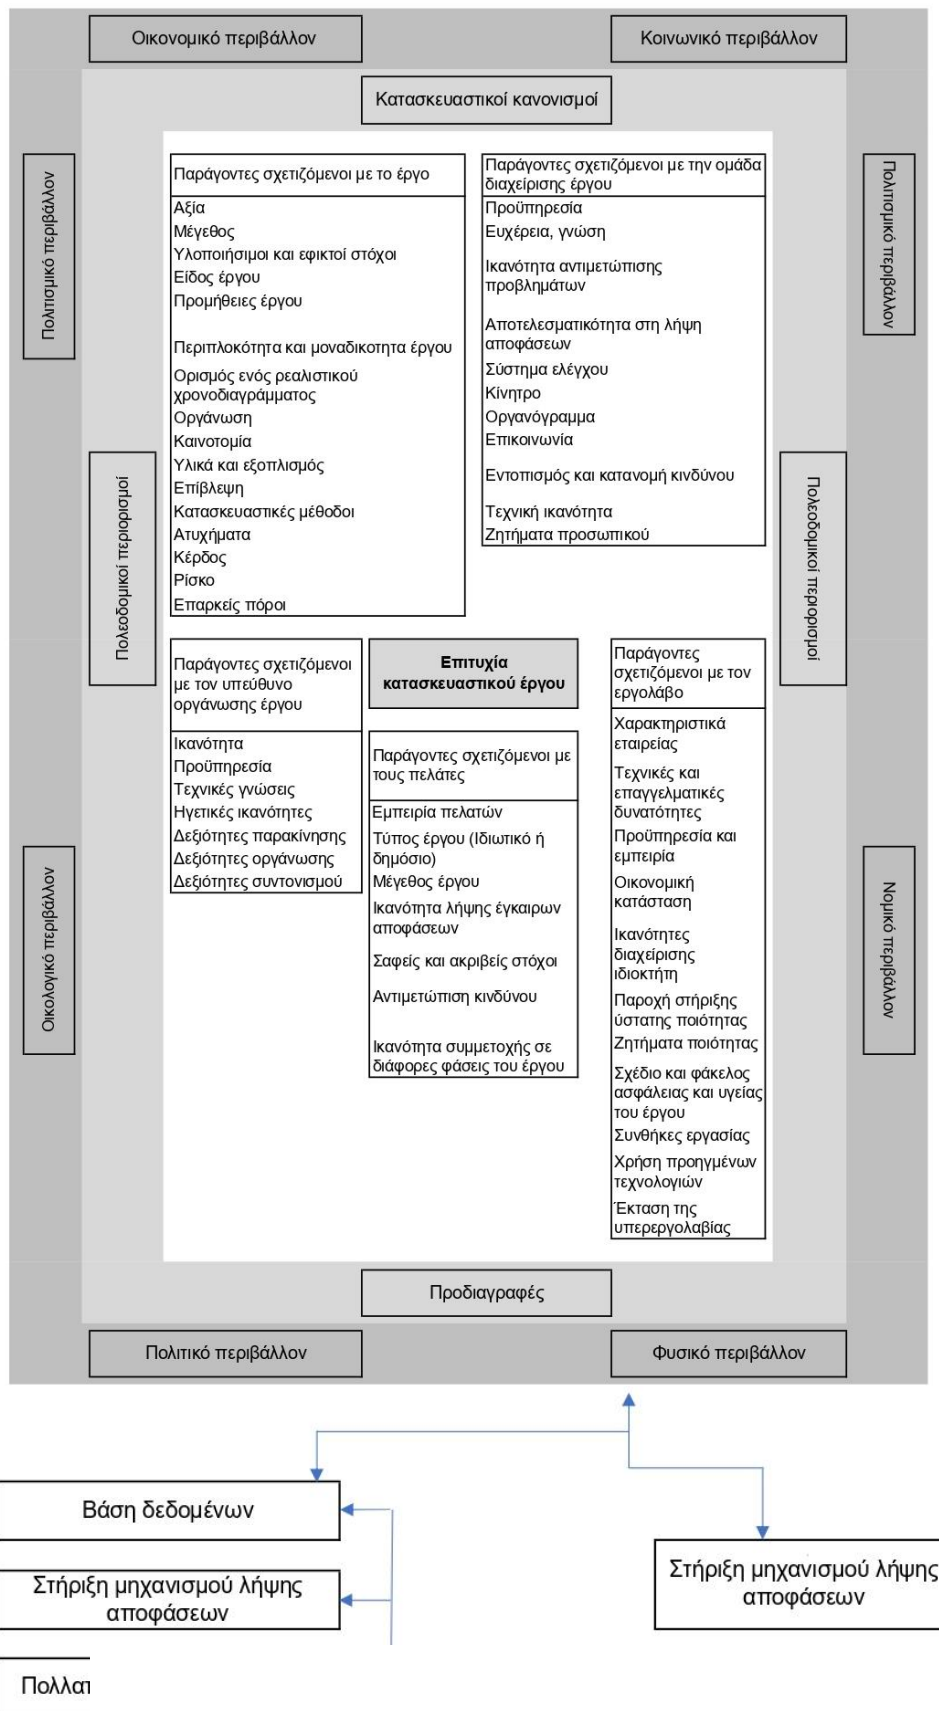 Οικονομικό περιβάλλον
Κοινωνικό περιβάλλον
Κατασκευαστικοί κανονισμοί
Πολιτισμικό περιβάλλον
Πολεοδομικοί περιορισμοί
Οικολογικό περιβάλλον
Παράγοντες σχετιζόμενοι με το έργο
Αξία
Μέγεθος
Υλοποιήσιμοι και εφικτοί στόχοι
Είδος έργου
Προμήθειες έργου
Περιπλοκότητα και μοναδικοτητα έργου
Ορισμός ενός ρεαλιστικού
χρονοδιαγράμματος
Οργάνωση
Καινοτομία
Υλικά και εξοπλισμός
Επίβλεψη
Κατασκευαστικές μέθοδοι
Ατυχήματα
Κέρδος
Ρίσκο
Επαρκείς πόροι
Παράγοντες σχετιζόμενοι με την ομάδα
διαχείρισης έργου
Προϋπηρεσία
Ευχέρεια, γνώση
Ικανότητα αντιμετώπισης
προβλημάτων
Αποτελεσματικότητα στη λήψη
αποφάσεων
Σύστημα ελέγχου
Κίνητρο
Οργανόγραμμα
Επικοινωνία
Εντοπισμός και κατανομή κινδύνου
Τεχνική ικανότητα
Ζητήματα προσωπικού
Πολιτισμικό περιβάλλον
Πολεοδομικοί περιορισμοί
Νομικό περιβάλλον
Παράγοντες σχετιζόμενοι
με τον υπεύθυνο
οργάνωσης έργου
Ικανότητα
Προϋπηρεσία
Τεχνικές γνώσεις
Ηγετικές ικανότητες
Δεξιότητες παρακίνησης
Δεξιότητες οργάνωσης
Δεξιότητες συντονισμού
Επιτυχία
κατασκευαστικού έργου
Παράγοντες σχετιζόμενοι με
τους πελάτες
Εμπειρία πελατών
Τύπος έργου (Ιδιωτικό ή
δημόσιο)
Μέγεθος έργου
Ικανότητα λήψης έγκαιρων
αποφάσεων
Σαφείς και ακριβείς στόχοι
Αντιμετώπιση κινδύνου
Ικανότητα συμμετοχής σε
διάφορες φάσεις του έργου
Παράγοντες
σχετιζόμενοι με τον
εργολάβο
Χαρακτηριστικά
εταιρείας
Τεχνικές και
επαγγελματικές
δυνατότητες
Προϋπηρεσία και
εμπειρία
Οικονομική
κατάσταση
Ικανότητες
διαχείρισης
ιδιοκτήτη
Παροχή στήριξης
ύστατης ποιότητας
Ζητήματα ποιότητας
Σχέδιο και φάκελος
ασφάλειας και υγείας
του έργου
Συνθήκες εργασίας
Χρήση προηγμένων
τεχνολογιών
Έκταση της
υπερεργολαβίας
Προδιαγραφές
Πολιτικό περιβάλλον
Φυσικό περιβάλλον
Βάση δεδομένων
Στήριξη μηχανισμού λήψης
αποφάσεων
Στήριξη μηχανισμού λήψης
αποφάσεων